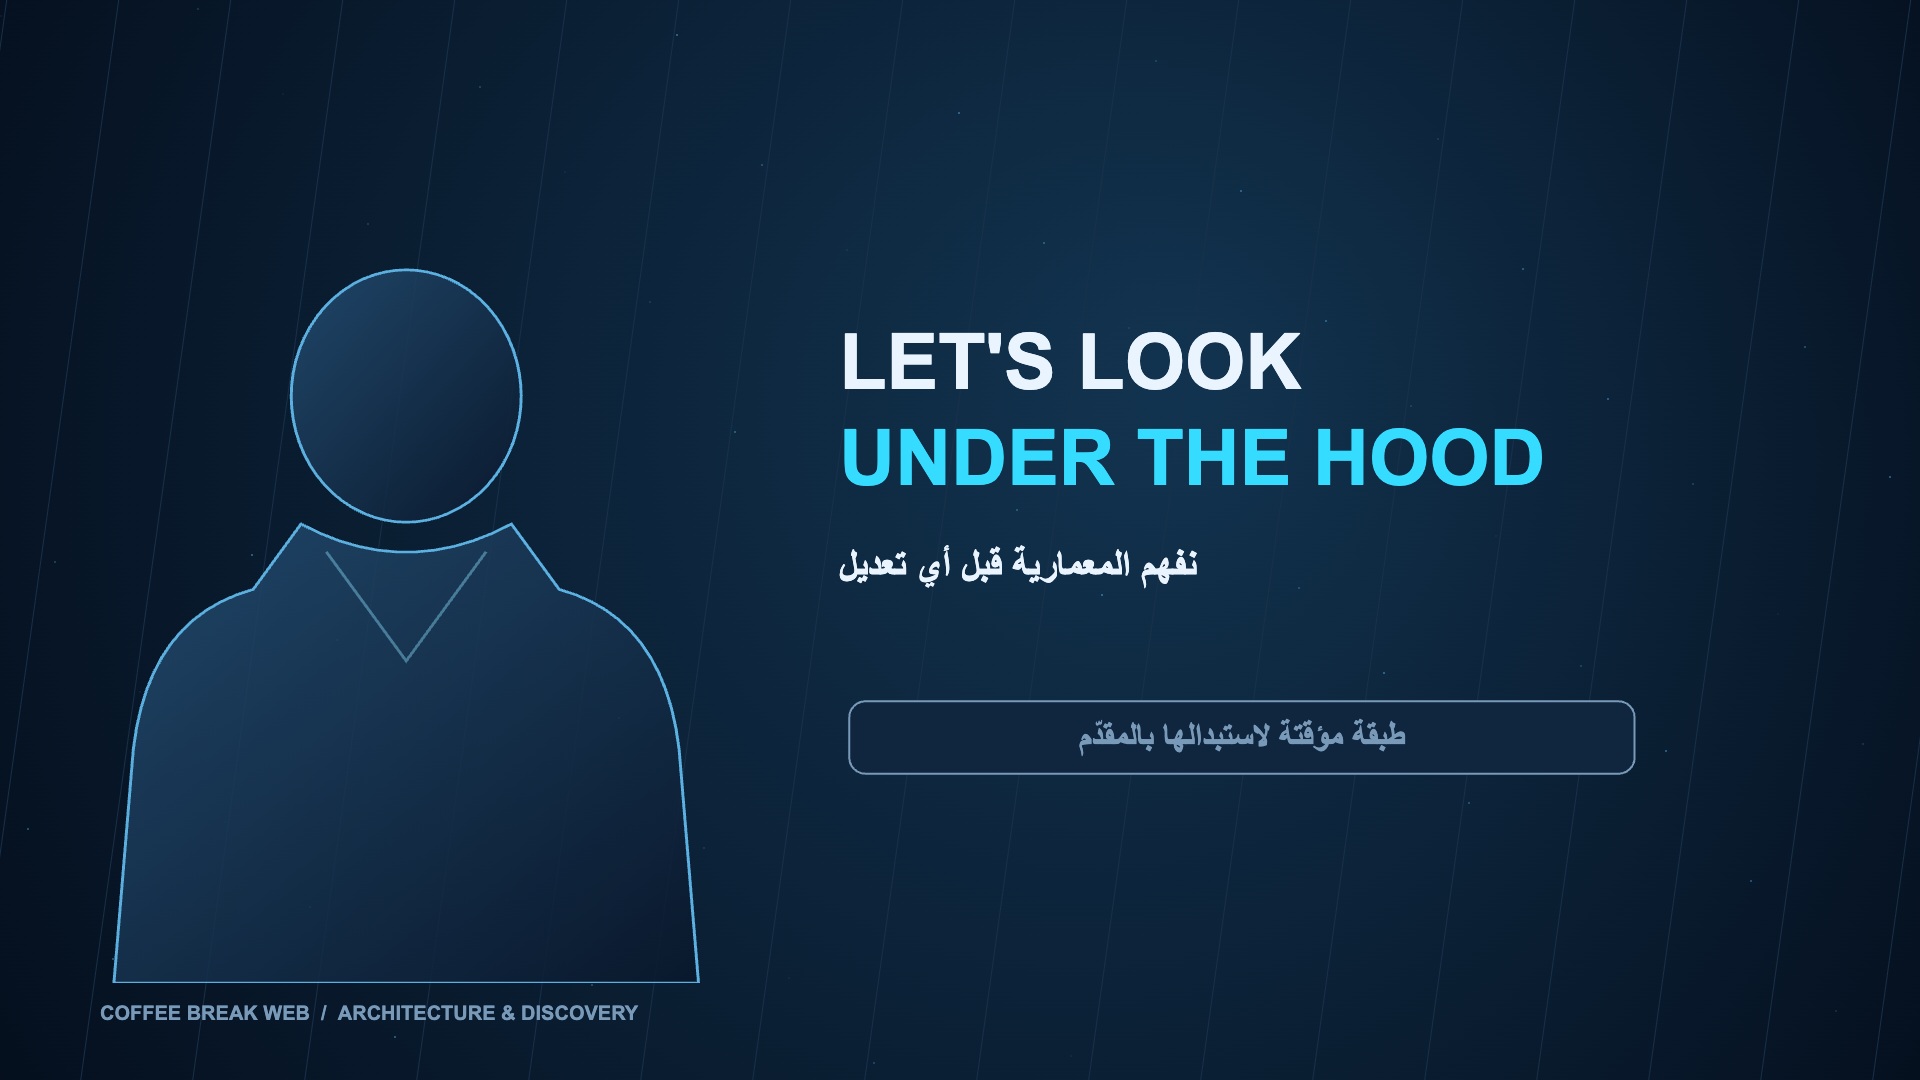 LET'S LOOK
UNDER THE HOOD
نفهم المعمارية قبل أي تعديل
طبقة مؤقتة لاستبدالها بالمقدّم
COFFEE BREAK WEB / ARCHITECTURE & DISCOVERY